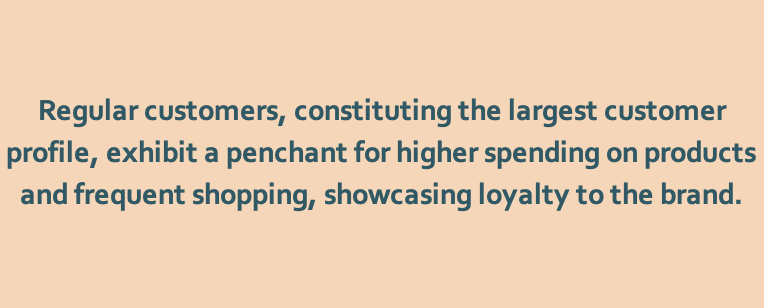 Regular customers, constituting the largest customer
profile, exhibit a penchant for higher spending on products
and frequent shopping, showcasing loyalty to the brand.